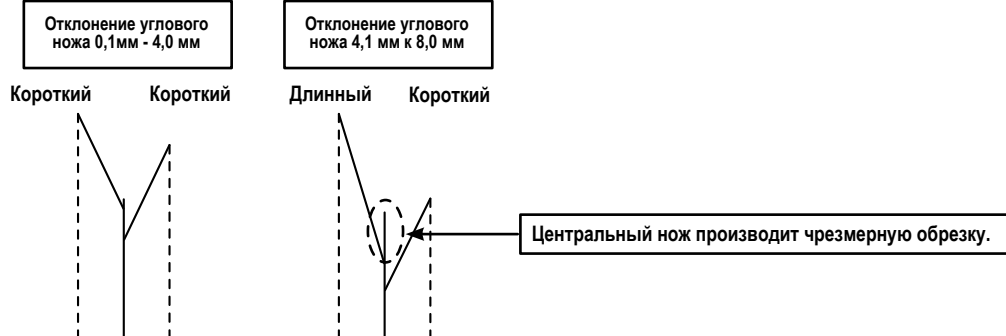 Отклонение углового
ножа 0,1мм - 4,0 мм
Отклонение углового
ножа 4,1 мм к 8,0 мм
Короткий
Короткий
Длинный
Короткий
Центральный нож производит чрезмерную обрезку.